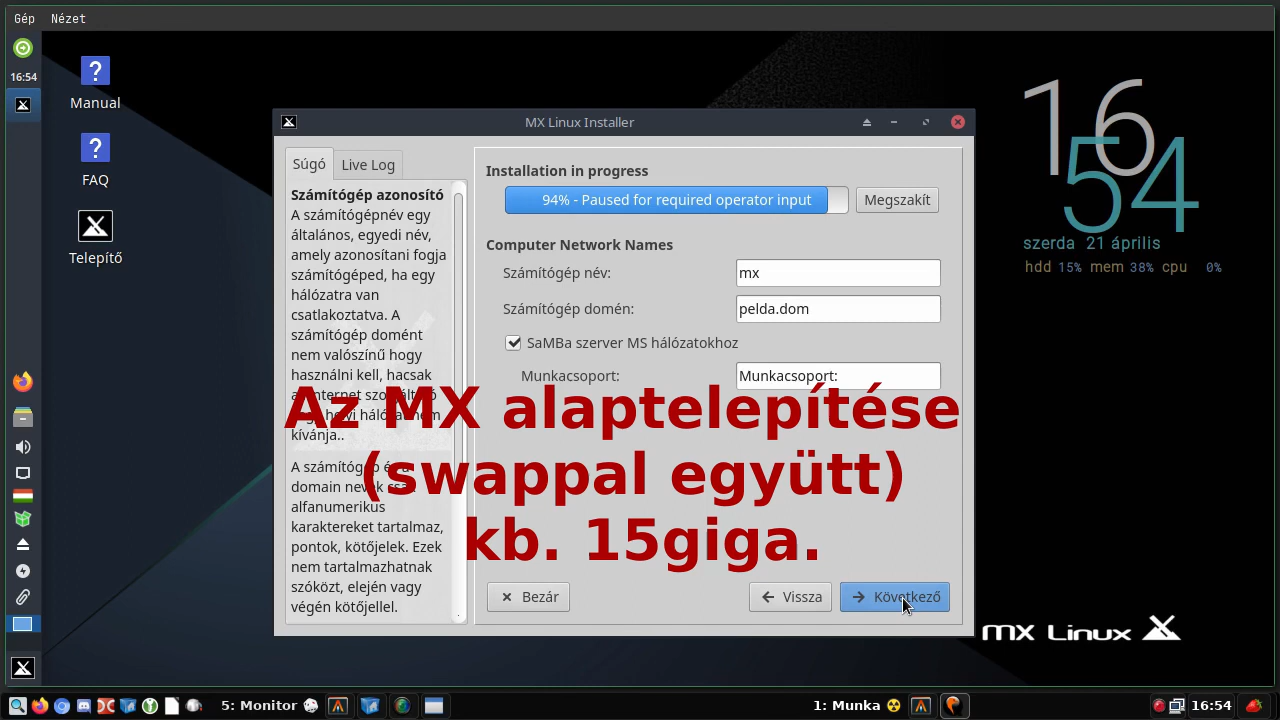 Gép Nézet
16:54
Manual
FAQ
Telepítő
MX Linux Installer
Súgó
Live Log
Számítógép azonosító
A számítógépnév egy
általános, egyedi név,
amely azonosítani fogja
számítógéped, ha egy
hálózatra van
csatlakoztatva. A
számítógép domént
nem valószínű hogy
használni kell, hacsak
kívánja..
A
domain
alfanumerikus
karaktereket tartalmaz,
pontok, kötőjelek. Ezek
nem tartalmazhatnak
szóközt, elején vagy
végén kötőjellel.
Installation in progress
94% - Paused for required operator input
Megszakít
Computer Network Names
Számítógép név:
mx
Számítógép domén:
pelda.dom
SaMBa szerver MS hálózatokhoz
Munkacsoport:
Munkacsoport:
Az MX alaptelepítése
(swappal együtt)
kb. 15giga.
Bezár
Vissza
Következő
16
54
szerda 21 április
hdd 15% mem 38% cpu 0%
MX Linux
5: Monitor
1: Munka
16:54